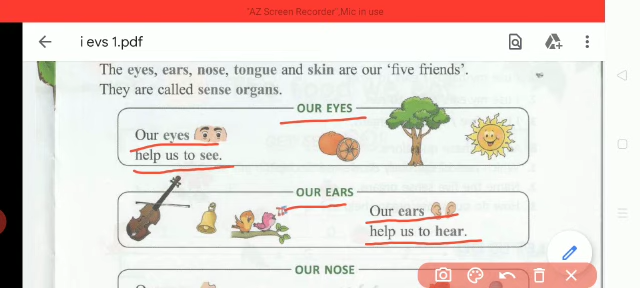 "AZ Screen Recorder",Mic in use
i evs 1.pdf
The eyes, ears, nose, tongue and skin are our ‘five friends’.
They are called sense organs.
OUR EYES
Our eyes
help us to see.
OUR EARS
Our ears
help us to hear.
OUR NOSE